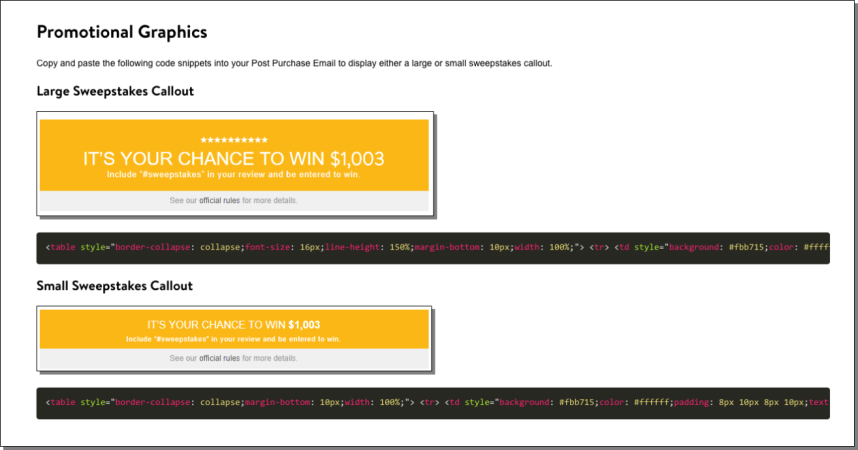 Promotional Graphics
Copy and paste the following code snippets into your Post Purchase Email to display either a large or small sweepstakes callout.
Large Sweepstakes Callout
★★★★★★★★★★
IT'S YOUR CHANCE TO WIN $1,003
Include "#sweepstakes" in your review and be entered to win.
See our official rules for more details.
<table style="border-collapse: collapse;font-size: 16px;line-height: 150%;margin-bottom: 10px;width: 100%;"> <tr> <td style="background: #fbb715;color: #ffff
Small Sweepstakes Callout
IT'S YOUR CHANCE TO WIN $1,003
Include "#sweepstakes" in your review and be entered to win.
See our official rules for more details.
<table style="border-collapse: collapse;margin-bottom: 10px;width: 100%;"> <tr> <td style="background: #fbb715;color: #ffffff;padding: 8px 10px 8px 10px;text